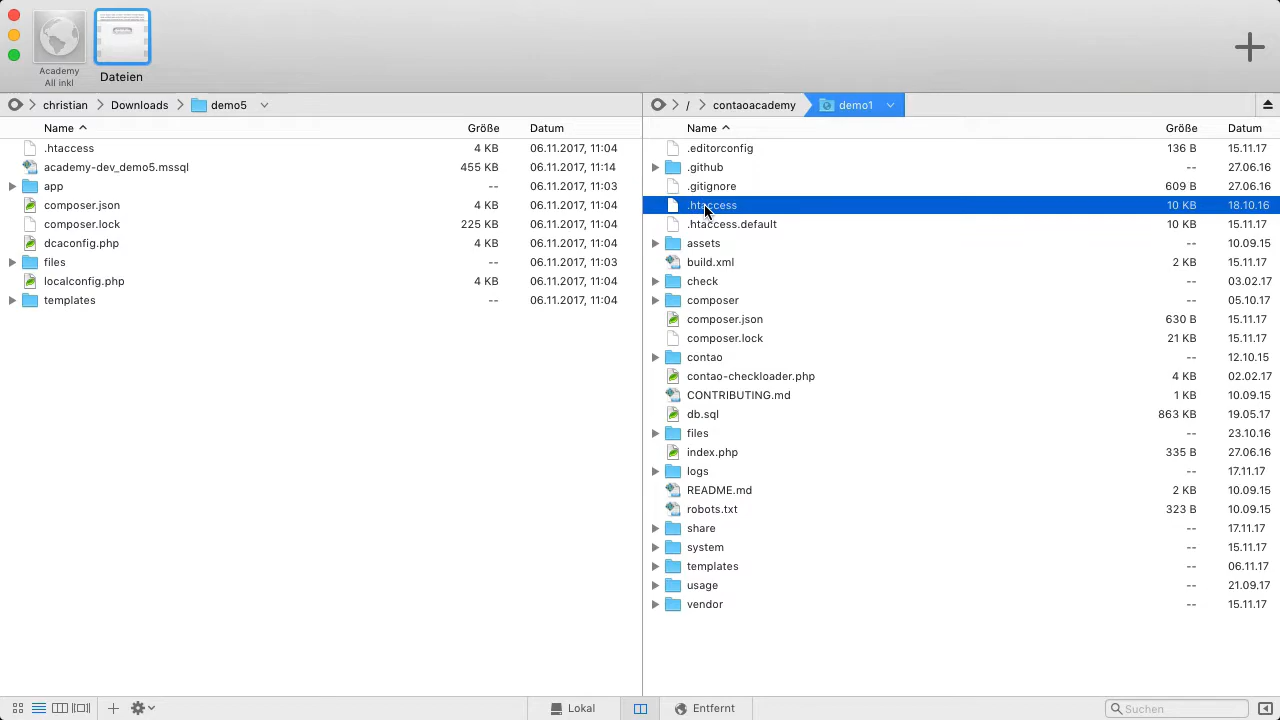 Academy
All inkl
Dateien
christian Downloads demo5
/ contaoacademy demo1
Name Größe Datum
.htaccess 4 KB 06.11.2017, 11:04
academy-dev_demo5.mssql 455 KB 06.11.2017, 11:14
app -- 06.11.2017, 11:03
composer.json 4 KB 06.11.2017, 11:04
composer.lock 225 KB 06.11.2017, 11:04
dcaconfig.php 4 KB 06.11.2017, 11:04
files -- 06.11.2017, 11:03
localconfig.php 4 KB 06.11.2017, 11:04
templates -- 06.11.2017, 11:04
Name Größe Datum
.editorconfig 136 B 15.11.17
.github -- 27.06.16
.gitignore 609 B 27.06.16
.htaccess 10 KB 18.10.16
.htaccess.default 10 KB 15.11.17
assets -- 10.09.15
build.xml 2 KB 15.11.17
check -- 03.02.17
composer -- 05.10.17
composer.json 630 B 15.11.17
composer.lock 21 KB 15.11.17
contao -- 12.10.15
contao-checkloader.php 4 KB 02.02.17
CONTRIBUTING.md 1 KB 10.09.15
db.sql 863 KB 19.05.17
files -- 23.10.16
index.php 335 B 27.06.16
logs -- 17.11.17
README.md 2 KB 10.09.15
robots.txt 323 B 10.09.15
share -- 17.11.17
system -- 15.11.17
templates -- 06.11.17
usage -- 21.09.17
vendor -- 15.11.17
Lokal Entfernt Suchen